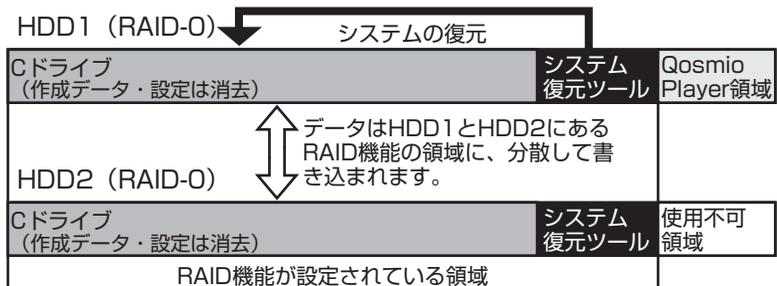 HDD1（RAID-0）
システムの復元
Cドライブ
（作成データ・設定は消去）
システム
復元ツール
Qosmio
Player領域
データはHDD1とHDD2にある
RAID機能の領域に、分散して書
き込まれます。
HDD2（RAID-0）
Cドライブ
（作成データ・設定は消去）
システム
復元ツール
使用不可
領域
RAID機能が設定されている領域